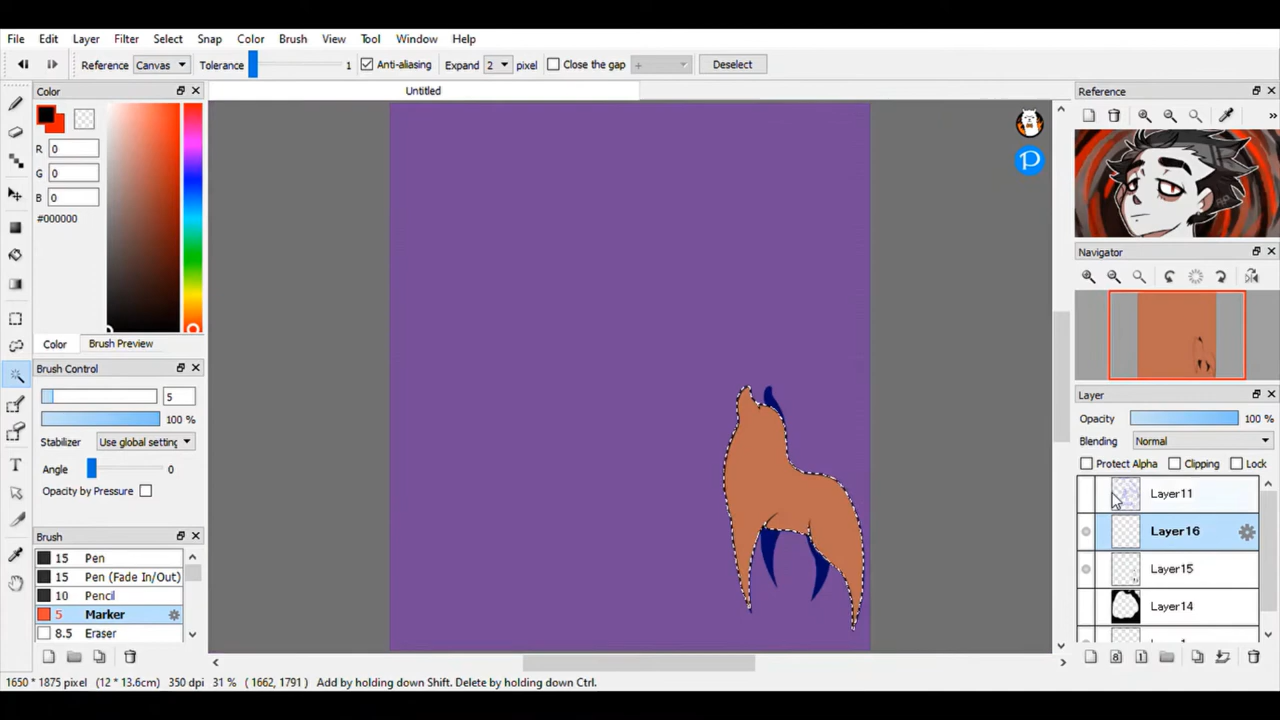 File Edit Layer Filter Select Snap Color Brush View Tool Window Help
Reference Canvas Tolerance 1 Anti-aliasing Expand 2 pixel Close the gap + Deselect
Color
Untitled
Reference
R 0
G 0
B 0
#000000
Navigator
Color Brush Preview
Brush Control
5
100 %
Stabilizer Use global setting
Angle 0
Opacity by Pressure
Layer
Opacity 100 %
Blending Normal
Protect Alpha Clipping Lock
Layer11
Layer16
Layer15
Layer14
Brush
15 Pen
15 Pen (Fade In/Out)
10 Pencil
5 Marker
8.5 Eraser
1650 * 1875 pixel (12 * 13.6cm) 350 dpi 31 % ( 1662, 1791 ) Add by holding down Shift. Delete by holding down Ctrl.